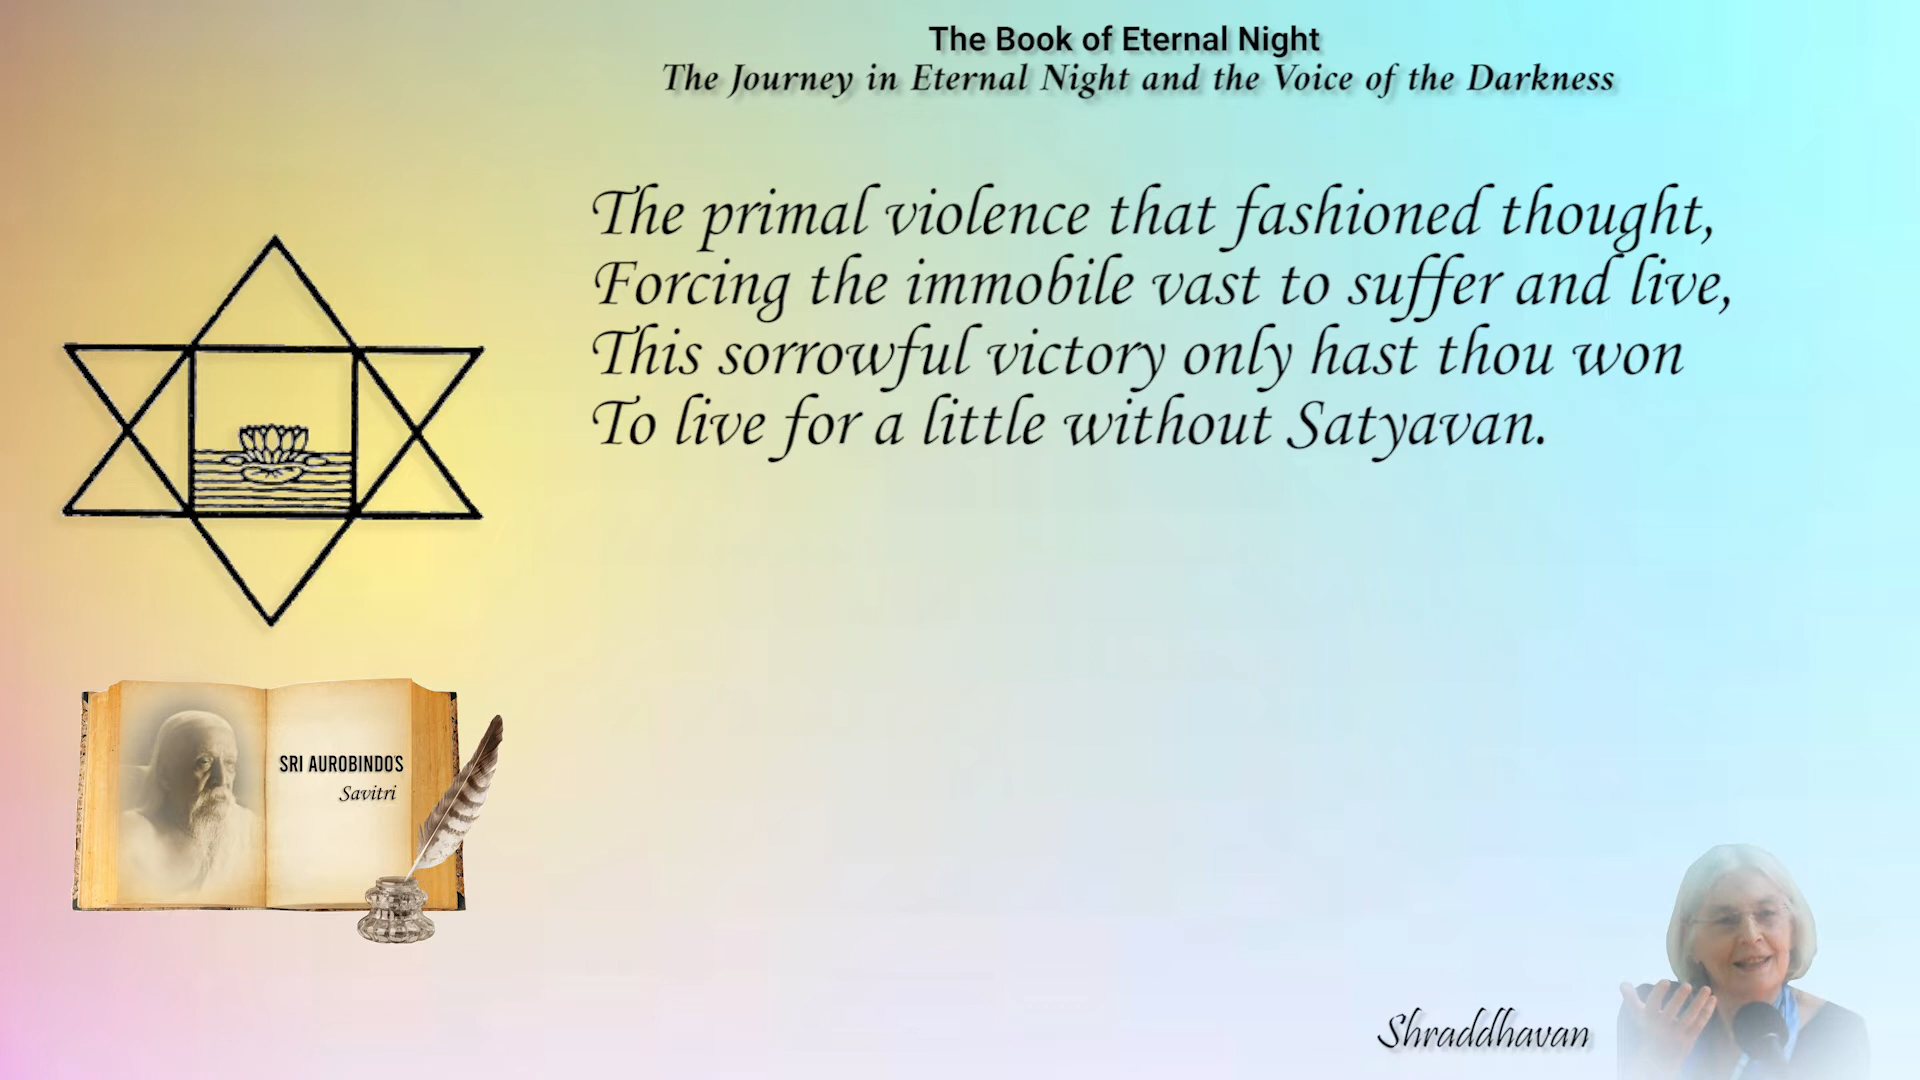 The Book of Eternal Night
The Journey in Eternal Night and the Voice of the Darkness
The primal violence that fashioned thought,
Forcing the immobile vast to suffer and live,
This sorrowful victory only hast thou won
To live for a little without Satyavan.
SRI AUROBINDO'S
Savitri
Shraddhavan